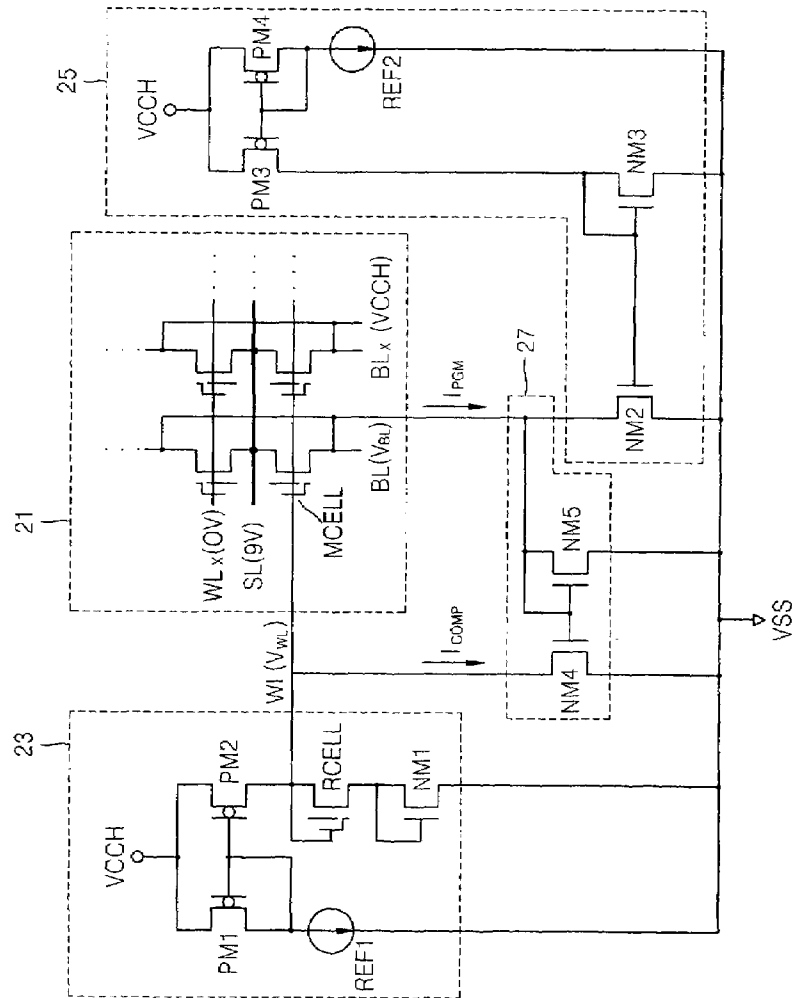 23
VCCH
PM1
PM2
REF1
RCELL
NM1
WI (VWL)
ICOMP
21
WLx(0V)
SL(9V)
MCELL
BL(VBL)
BLx (VCCH)
IPGM
27
NM4
NM5
VSS
25
VCCH
PM3
PM4
REF2
NM2
NM3